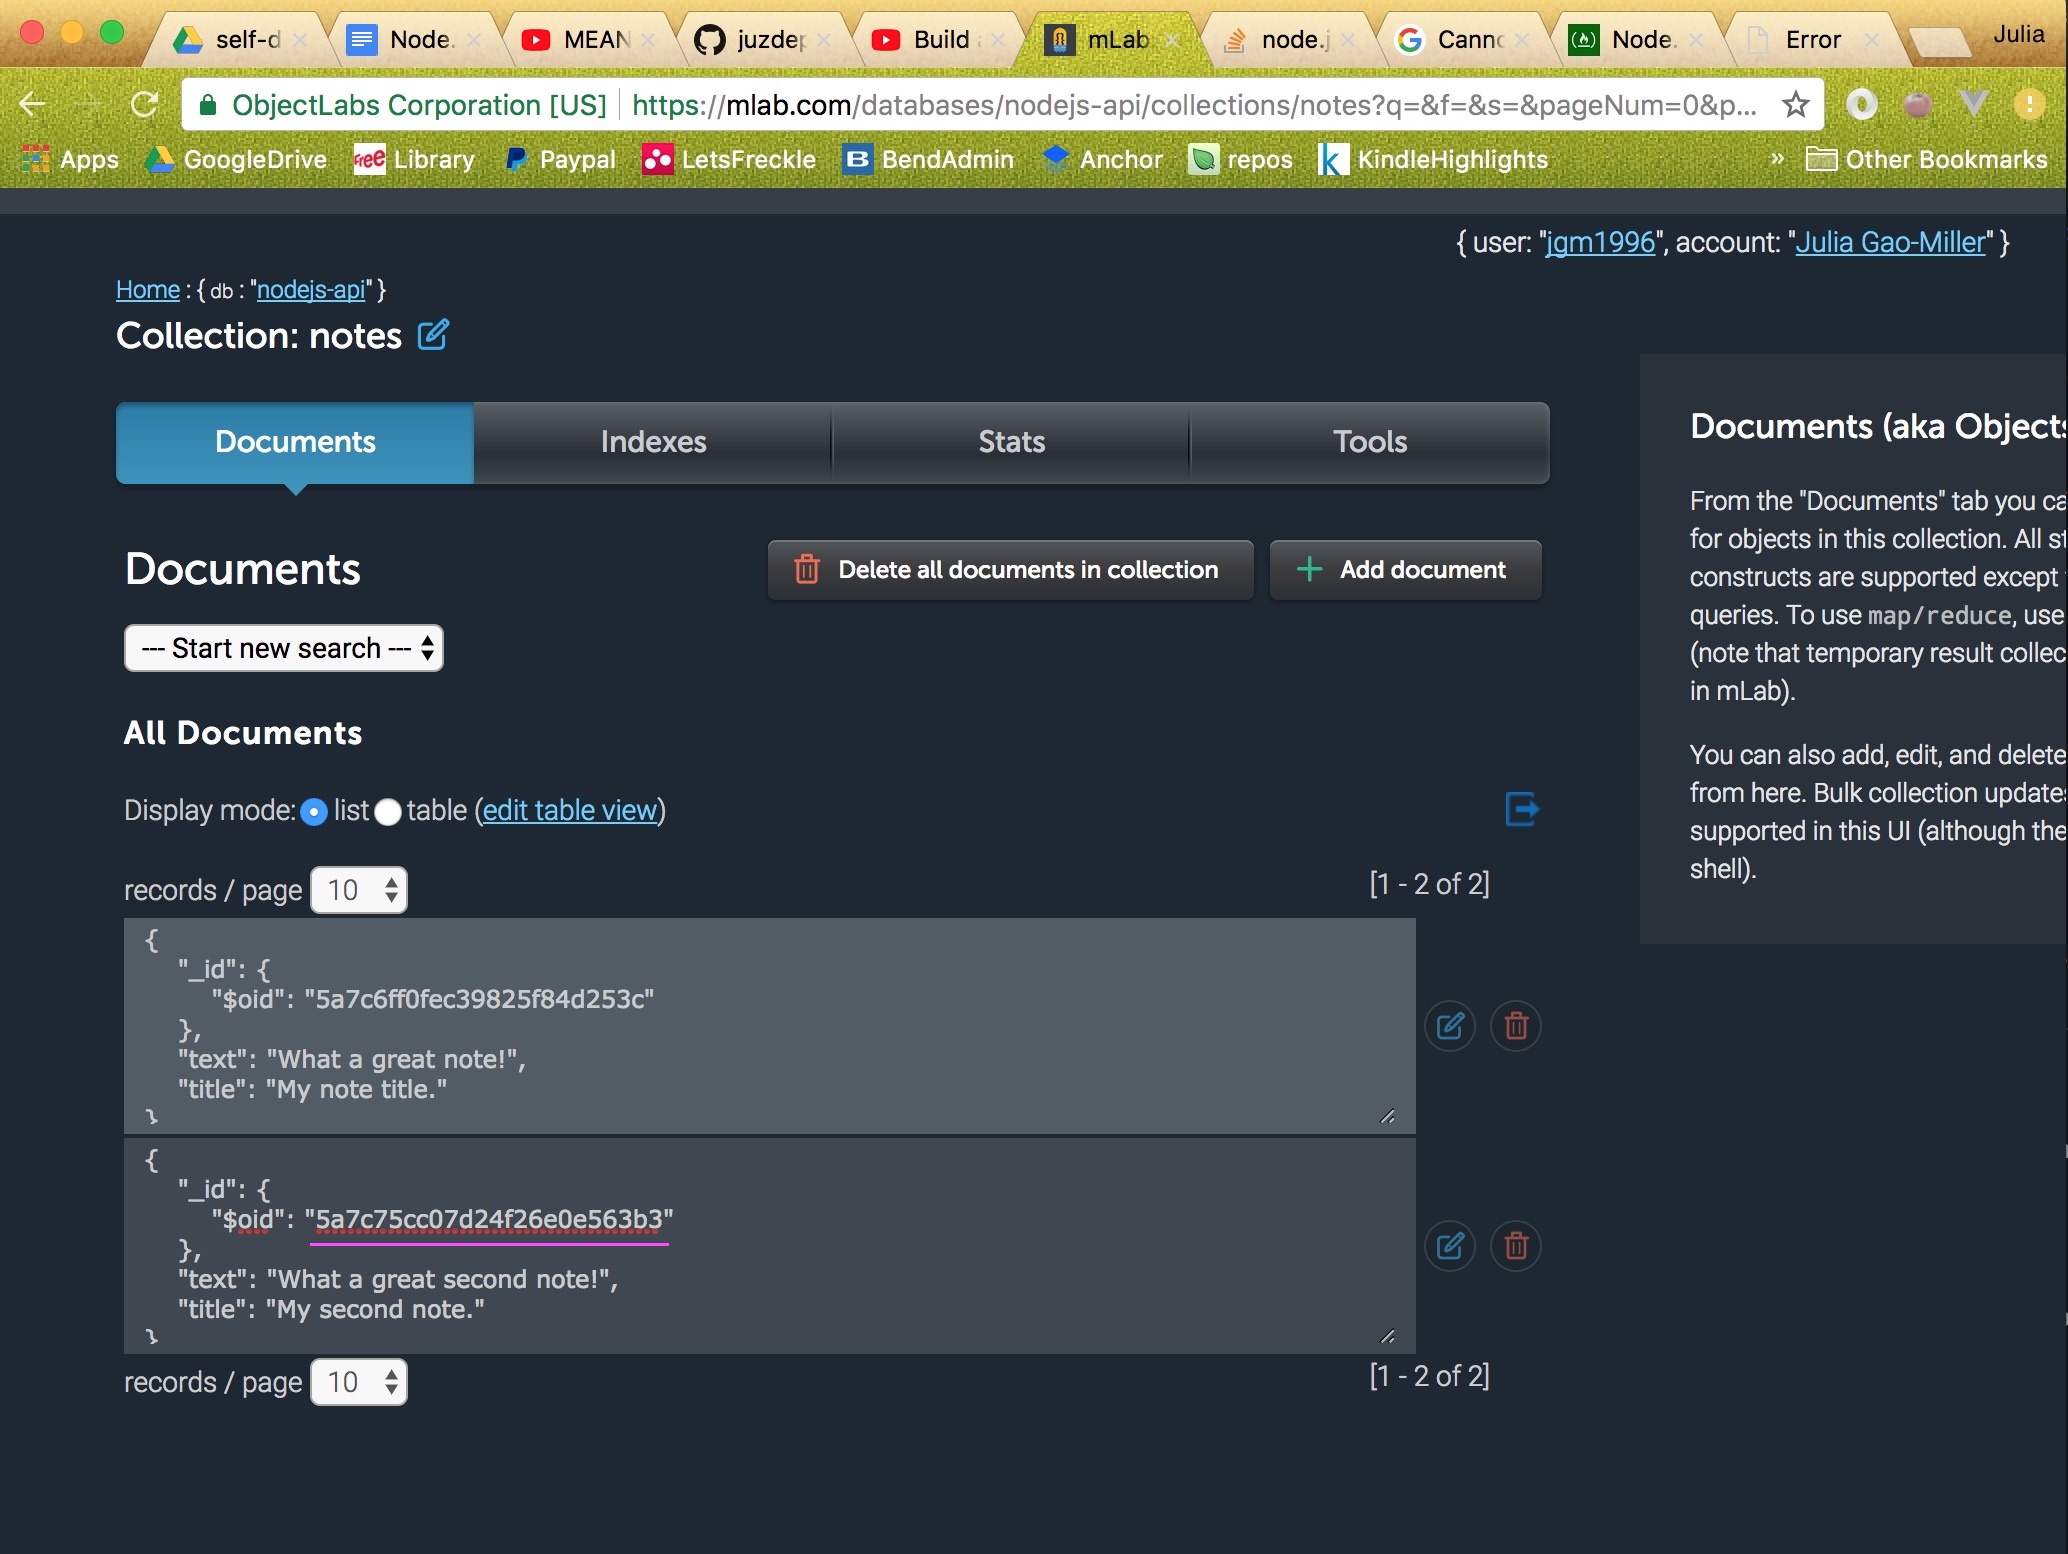 self-d
Node.
MEAN
juzdep
Build
mLab
node.j
Canno
Node.
Error
Julia
ObjectLabs Corporation [US] https://mlab.com/databases/nodejs-api/collections/notes?q=&f=&s=&pageNum=0&p...
Apps GoogleDrive Library Paypal LetsFreckle BendAdmin Anchor repos KindleHighlights » Other Bookmarks
{ user: "jgm1996", account: "Julia Gao-Miller" }
Home : { db : "nodejs-api" }
Collection: notes
Documents Indexes Stats Tools
Documents
Delete all documents in collection
Add document
--- Start new search ---
All Documents
Display mode: list table (edit table view)
records / page 10
[1 - 2 of 2]
{
"_id": {
"$oid": "5a7c6ff0fec39825f84d253c"
},
"text": "What a great note!",
"title": "My note title."
}
{
"_id": {
"$oid": "5a7c75cc07d24f26e0e563b3"
},
"text": "What a great second note!",
"title": "My second note."
}
records / page 10
[1 - 2 of 2]
Documents (aka Objects
From the "Documents" tab you ca
for objects in this collection. All st
constructs are supported except
queries. To use map/reduce, use
(note that temporary result collec
in mLab).
You can also add, edit, and delete
from here. Bulk collection updates
supported in this UI (although the
shell).